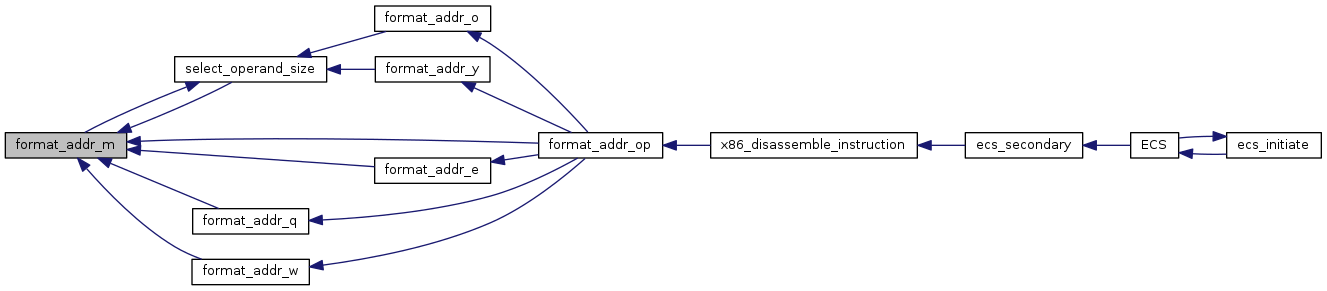 format_addr_o
select_operand_size
format_addr_y
format_addr_m
format_addr_op
x86_disassemble_instruction
ecs_secondary
ECS
ecs_initiate
format_addr_e
format_addr_q
format_addr_w